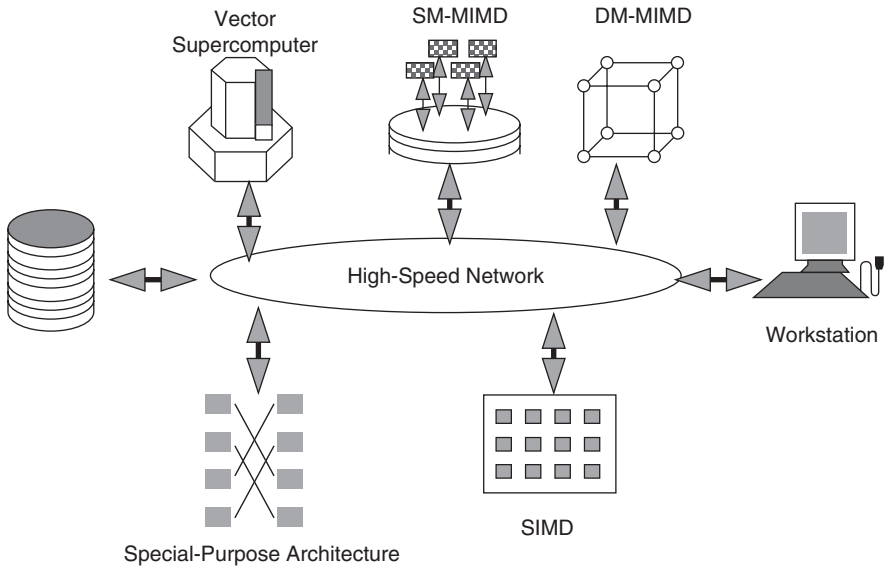 Vector
Supercomputer
SM-MIMD
DM-MIMD
High-Speed Network
Workstation
Special-Purpose Architecture
SIMD